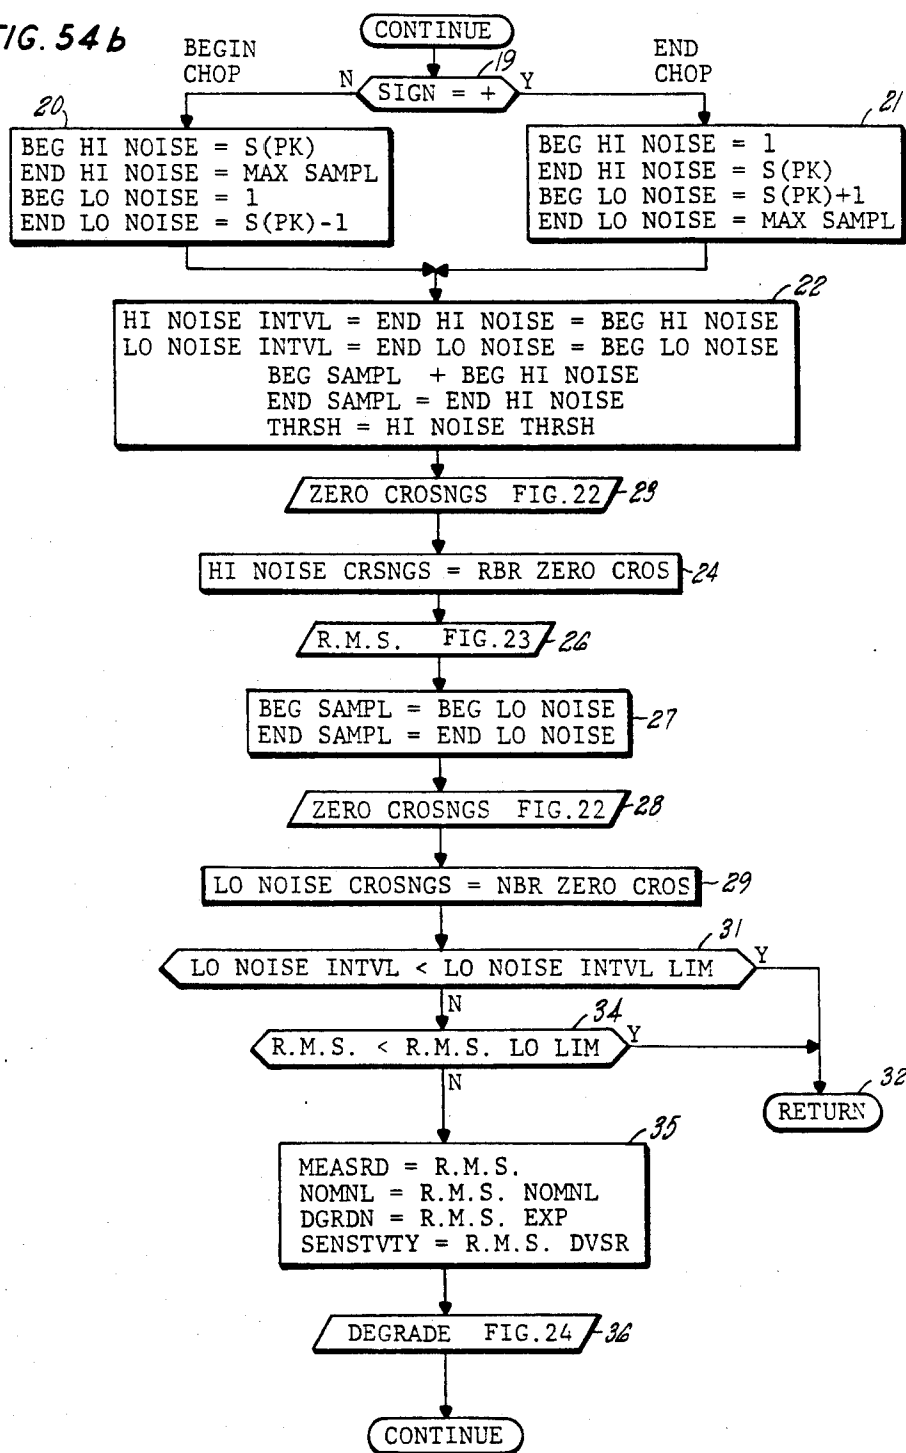 FIG. 54b
CONTINUE
BEGIN CHOP
END CHOP
19
N
SIGN = +
Y
20
BEG HI NOISE = S(PK)
END HI NOISE = MAX SAMPL
BEG LO NOISE = 1
END LO NOISE = S(PK)-1
21
BEG HI NOISE = 1
END HI NOISE = S(PK)
BEG LO NOISE = S(PK)+1
END LO NOISE = MAX SAMPL
22
HI NOISE INTVL = END HI NOISE = BEG HI NOISE
LO NOISE INTVL = END LO NOISE = BEG LO NOISE
BEG SAMPL + BEG HI NOISE
END SAMPL = END HI NOISE
THRSH = HI NOISE THRSH
ZERO CROSNGS FIG.22
23
HI NOISE CRSNGS = RBR ZERO CROS
24
R.M.S. FIG.23
26
BEG SAMPL = BEG LO NOISE
END SAMPL = END LO NOISE
27
ZERO CROSNGS FIG.22
28
LO NOISE CROSNGS = NBR ZERO CROS
29
31
LO NOISE INTVL < LO NOISE INTVL LIM
Y
N
34
R.M.S. < R.M.S. LO LIM
Y
N
32
RETURN
35
MEASRD = R.M.S.
NOMNL = R.M.S. NOMNL
DGRDN = R.M.S. EXP
SENSTVTY = R.M.S. DVSR
DEGRADE FIG.24
36
CONTINUE